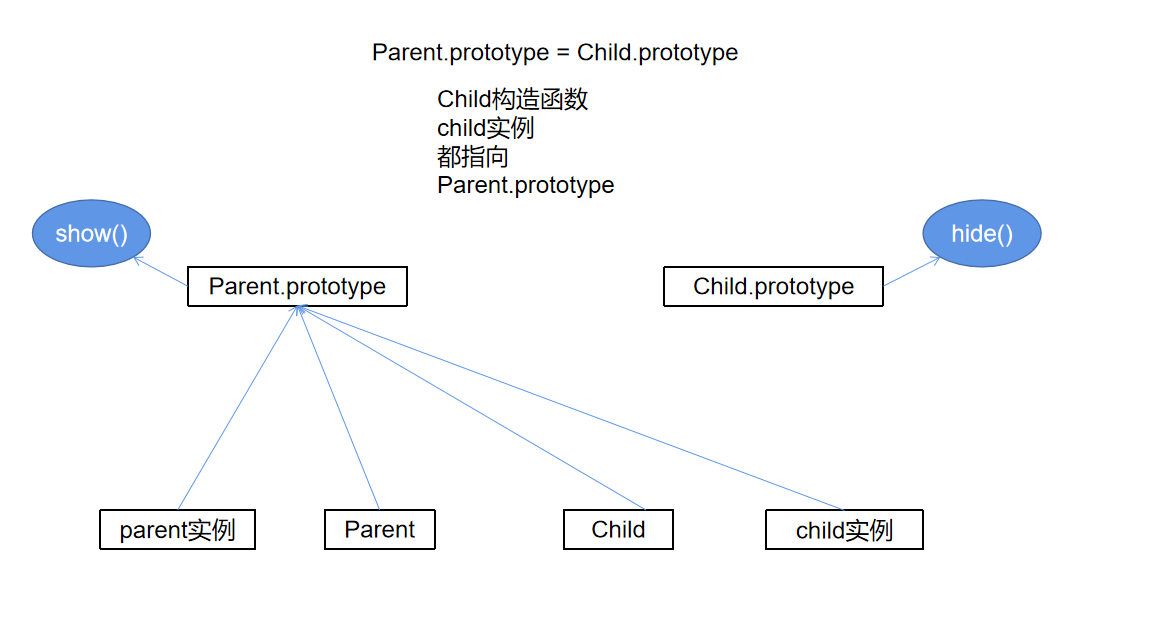 Parent.prototype = Child.prototype
Child构造函数
child实例
都指向
Parent.prototype
show()
hide()
Parent.prototype
Child.prototype
parent实例
Parent
Child
child实例